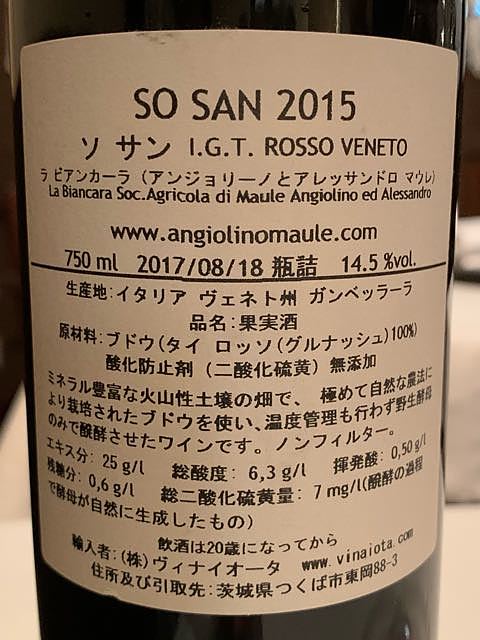 SO SAN 2015
ソ サン I.G.T. ROSSO VENETO
ラ ビアンカーラ (アンジョリーノとアレッサンドロ マウレ)
La Biancara Soc.Agricola di Maule Angiolino ed Alessandro
www.angiolinomaule.com
750 ml 2017/08/18 瓶詰 14.5 %vol.
生産地:イタリア ヴェネト州 ガンベッラーラ
品名:果実酒
原材料:ブドウ(タイ ロッソ(グルナッシュ)100%)
酸化防止剤 (二酸化硫黄) 無添加
ミネラル豊富な火山性土壌の畑で、極めて自然な農法に
より栽培されたブドウを使い、温度管理も行わず野生酵母
のみで醗酵させたワインです。ノンフィルター。
エキス分: 25 g/l 総酸度: 6,3 g/l 揮発酸: 0,50 g/l
残糖分: 0,6 g/l 総二酸化硫黄量: 7 mg/l(醗酵の過程
で酵母が自然に生成したもの)
飲酒は20歳になってから
輸入者:(株)ヴィナイオータ www.vinaiota.com
住所及び引取先:茨城県つくば市東岡88-3